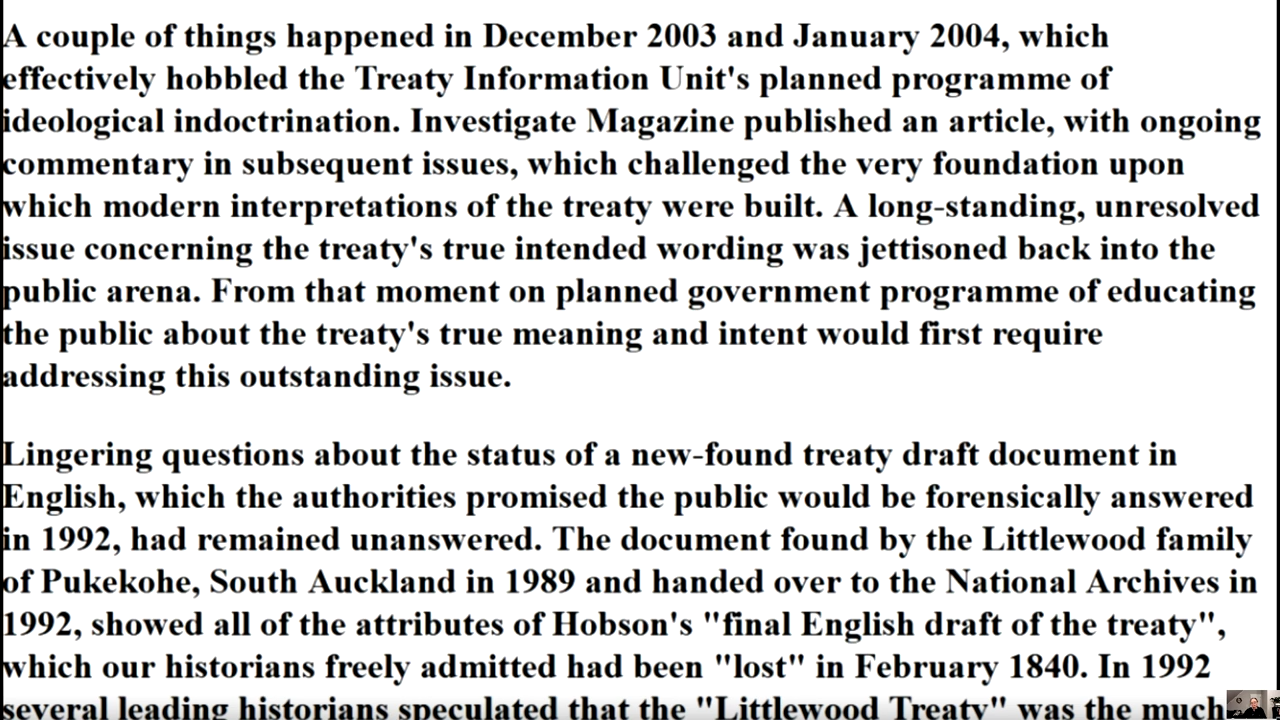 A couple of things happened in December 2003 and January 2004, which
effectively hobbled the Treaty Information Unit's planned programme of
ideological indoctrination. Investigate Magazine published an article, with ongoing
commentary in subsequent issues, which challenged the very foundation upon
which modern interpretations of the treaty were built. A long-standing, unresolved
issue concerning the treaty's true intended wording was jettisoned back into the
public arena. From that moment on planned government programme of educating
the public about the treaty's true meaning and intent would first require
addressing this outstanding issue.
Lingering questions about the status of a new-found treaty draft document in
English, which the authorities promised the public would be forensically answered
in 1992, had remained unanswered. The document found by the Littlewood family
of Pukekohe, South Auckland in 1989 and handed over to the National Archives in
1992, showed all of the attributes of Hobson's "final English draft of the treaty",
which our historians freely admitted had been "lost" in February 1840. In 1992
several leading historians speculated that the "Littlewood Treaty" was the much